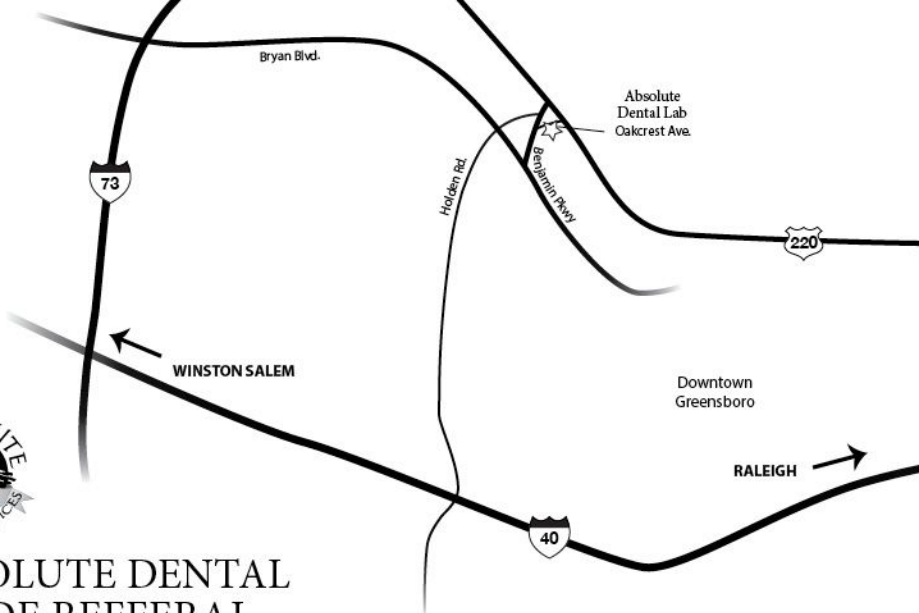 Bryan Blvd.
Absolute
Dental Lab
Oakcrest Ave.
73
Holden Rd.
Benjamin Pkwy
220
WINSTON SALEM
Downtown
Greensboro
RALEIGH
40
OLUTE DENTAL